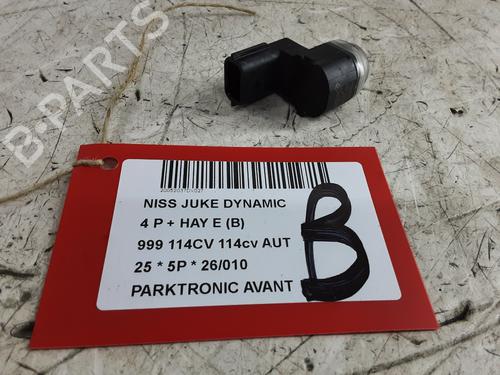 B-PARTS
NISS JUKE DYNAMIC
4 P + HAY E (B)
999 114CV 114cv AUT
25 * 5P * 26/010
PARKTRONIC AVANT
B